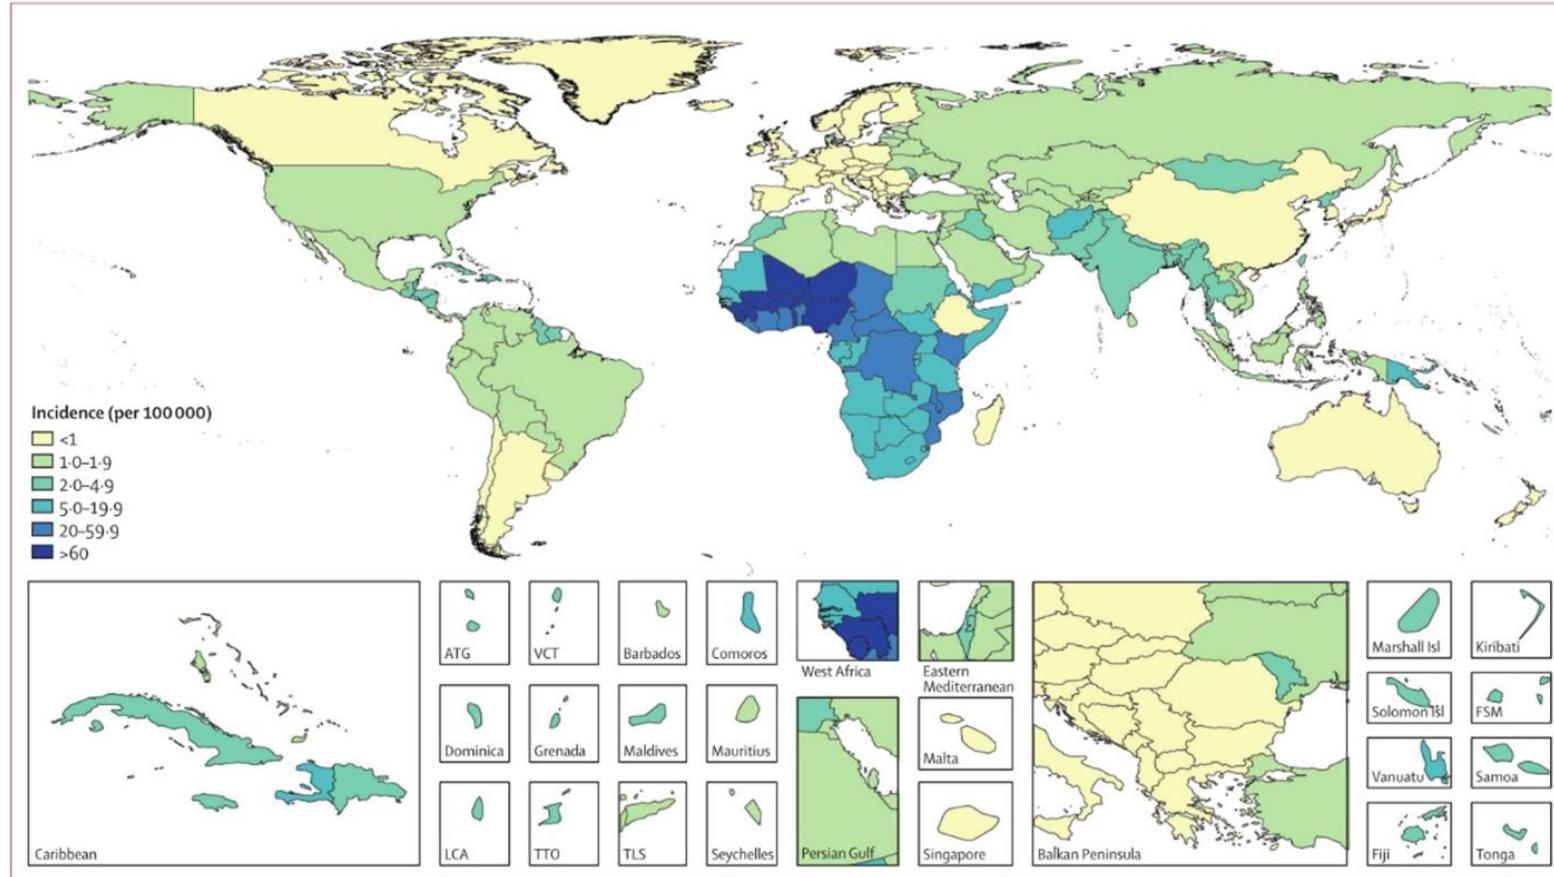 Incidence (per 100 000)
<1
1·0–1·9
2·0–4·9
5·0–19·9
20–59·9
>60
Caribbean
ATG
VCT
Barbados
Comoros
West Africa
Eastern
Mediterranean
Marshall Isl
Kiribati
Dominica
Grenada
Maldives
Mauritius
Malta
Solomon Isl
FSM
LCA
TTO
TLS
Seychelles
Persian Gulf
Singapore
Balkan Peninsula
Vanuatu
Samoa
Fiji
Tonga